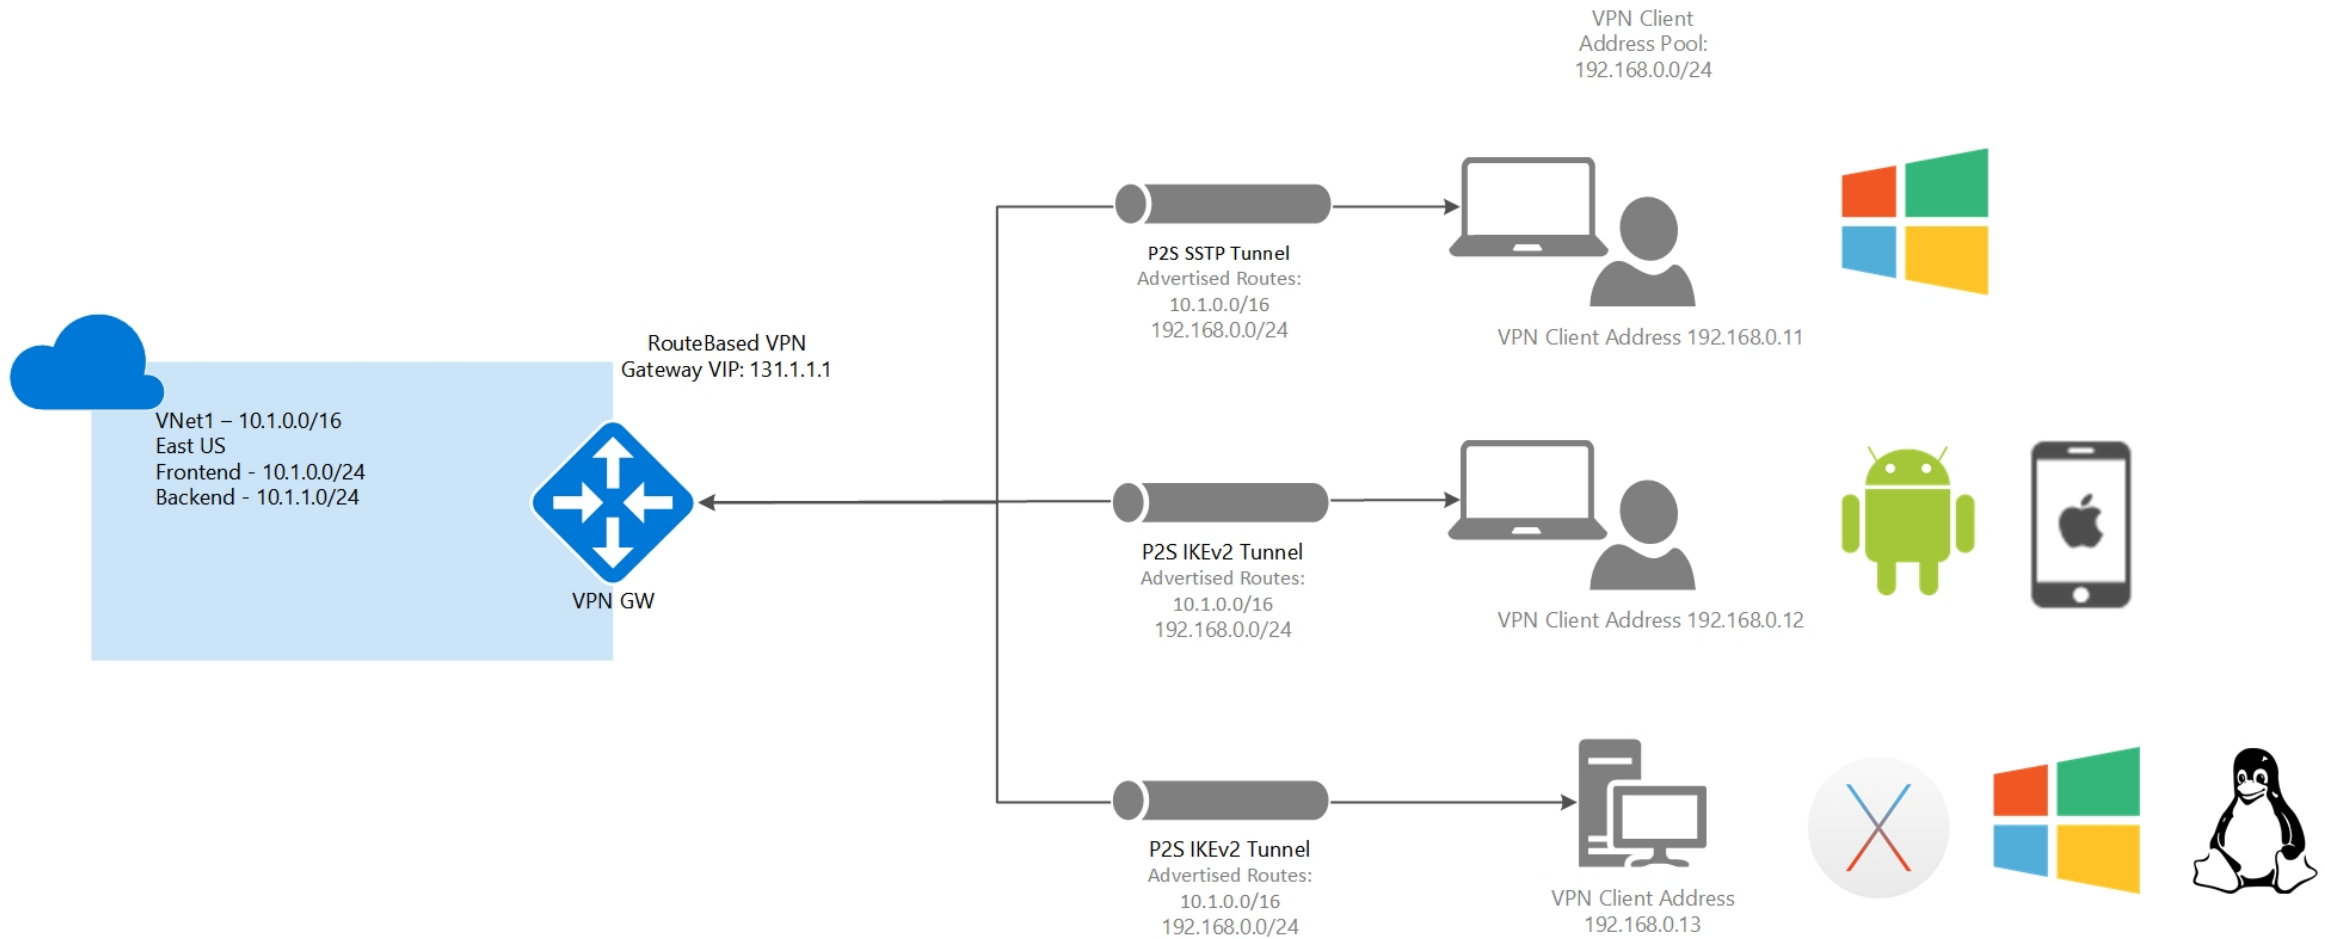 VPN Client
Address Pool:
192.168.0.0/24
P2S SSTP Tunnel
Advertised Routes:
10.1.0.0/16
192.168.0.0/24
VPN Client Address 192.168.0.11
RouteBased VPN
Gateway VIP: 131.1.1.1
VNet1 – 10.1.0.0/16
East US
Frontend - 10.1.0.0/24
Backend - 10.1.1.0/24
VPN GW
P2S IKEv2 Tunnel
Advertised Routes:
10.1.0.0/16
192.168.0.0/24
VPN Client Address 192.168.0.12
P2S IKEv2 Tunnel
Advertised Routes:
10.1.0.0/16
192.168.0.0/24
VPN Client Address
192.168.0.13